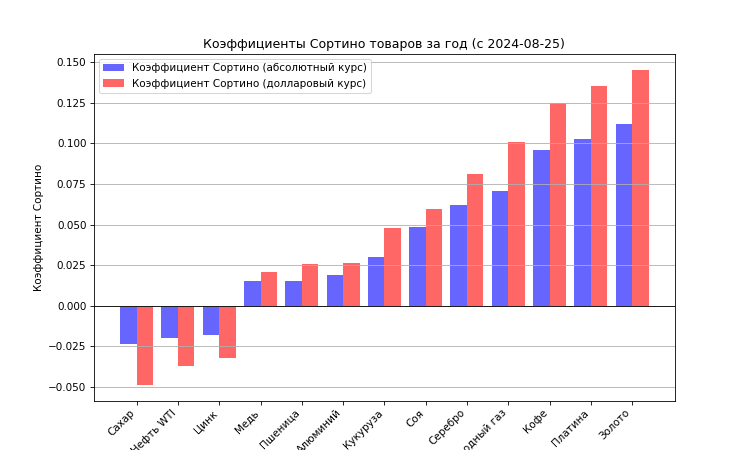 Коэффициенты Сортино товаров за год (с 2024-08-25)
Коэффициент Сортино (абсолютный курс)
Коэффициент Сортино (долларовый курс)
Коэффициент Сортино
0.150
0.125
0.100
0.075
0.050
0.025
0.000
−0.025
−0.050
Сахар
Нефть WTI
Цинк
Медь
Пшеница
Алюминий
Кукуруза
Соя
Серебро
газ
Кофе
Платина
Золото